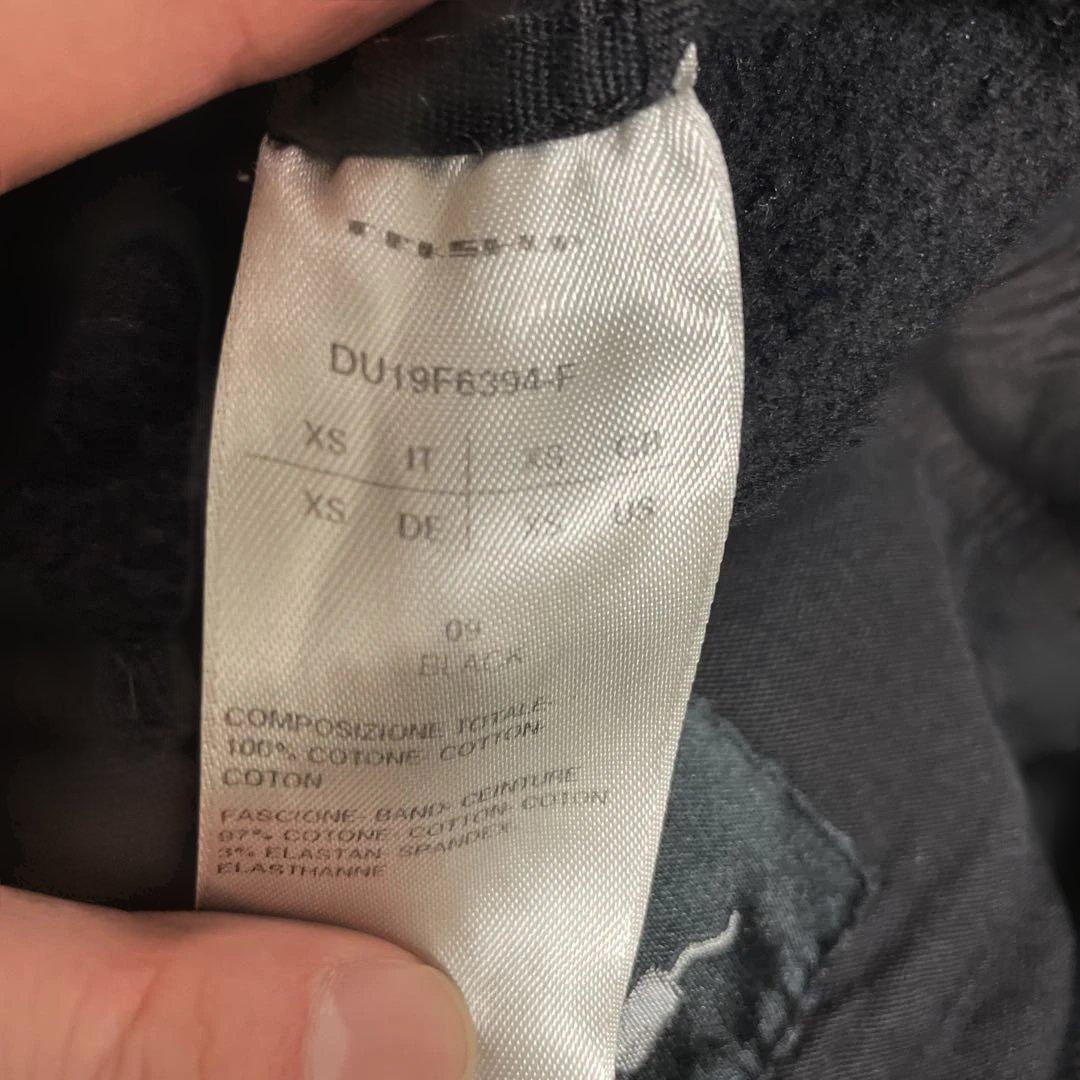 DU19F6394-F
XS IT XS GB
XS DE XS US
09
BLACK
COMPOSIZIONE TOTALE-
100% COTONE- COTTON-
COTON
FASCIONE- BAND- CEINTURE
97% COTONE- COTTON- COTON
3% ELASTAN- SPANDEX-
ELASTHANNE